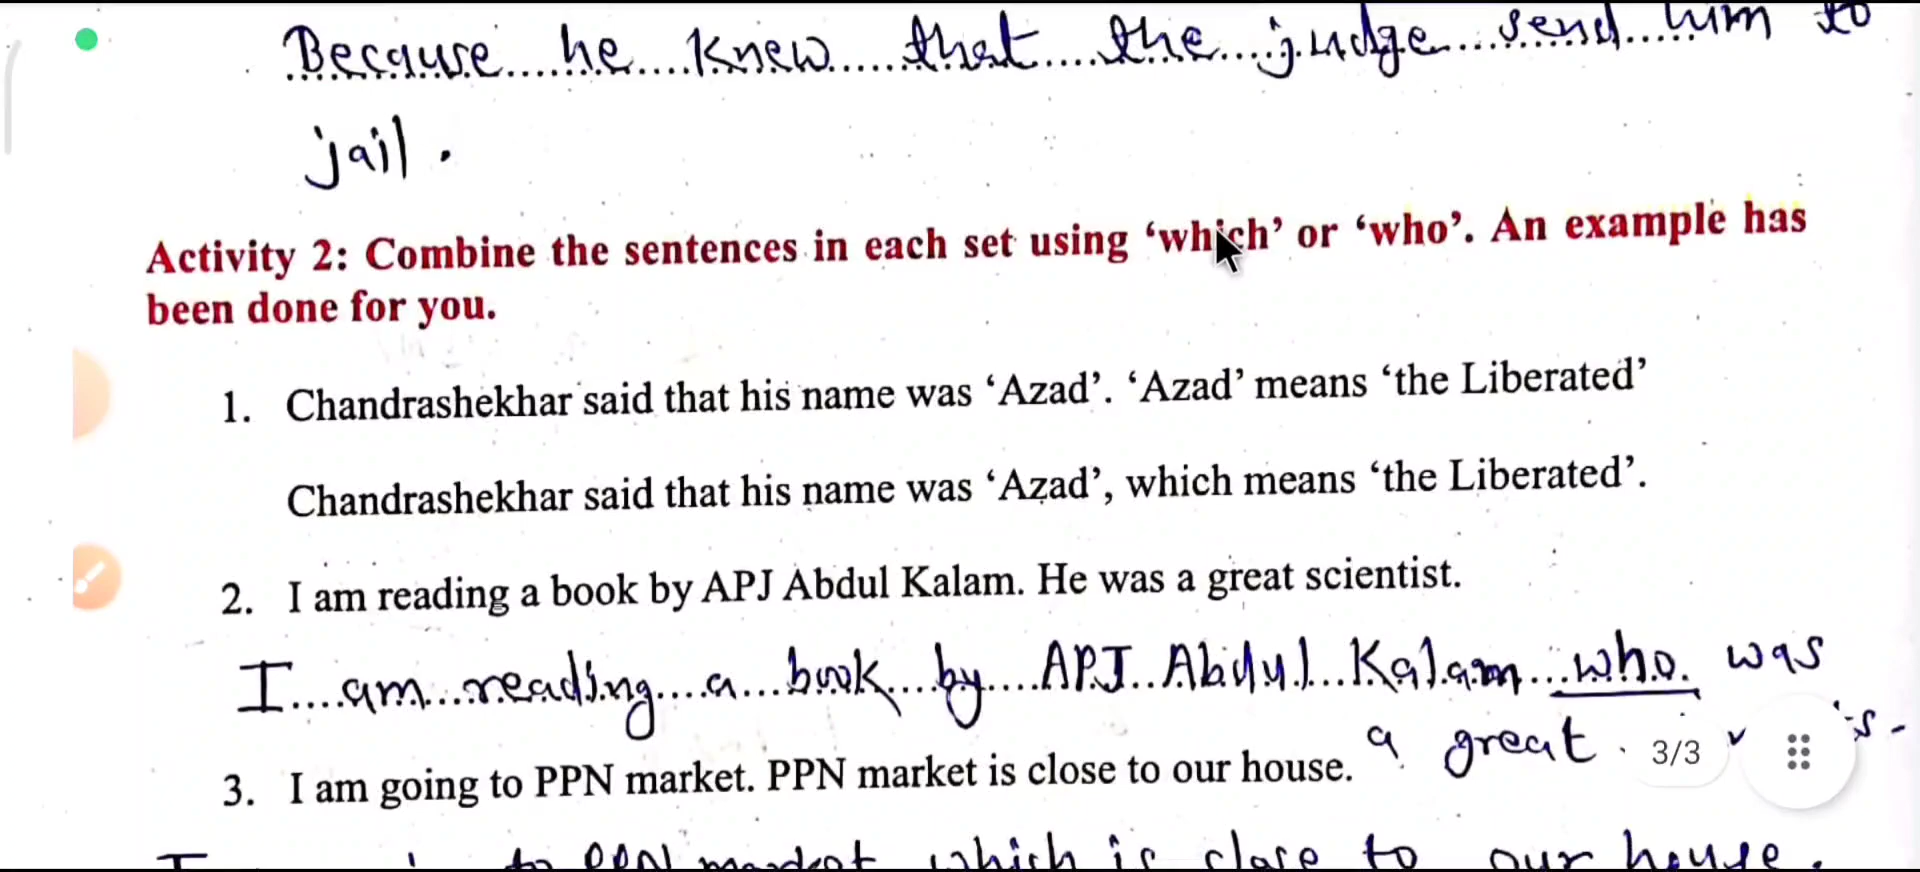 Because he knew that the judge send him to
jail.
Activity 2: Combine the sentences in each set using ‘which’ or ‘who’. An example has
been done for you.
1. Chandrashekhar said that his name was ‘Azad’. ‘Azad’ means ‘the Liberated’
Chandrashekhar said that his name was ‘Azad’, which means ‘the Liberated’.
2. I am reading a book by APJ Abdul Kalam. He was a great scientist.
I am reading a book by APJ Abdul Kalam who was
a great
3/3
3. I am going to PPN market. PPN market is close to our house.
to PPN market which is close to our house.